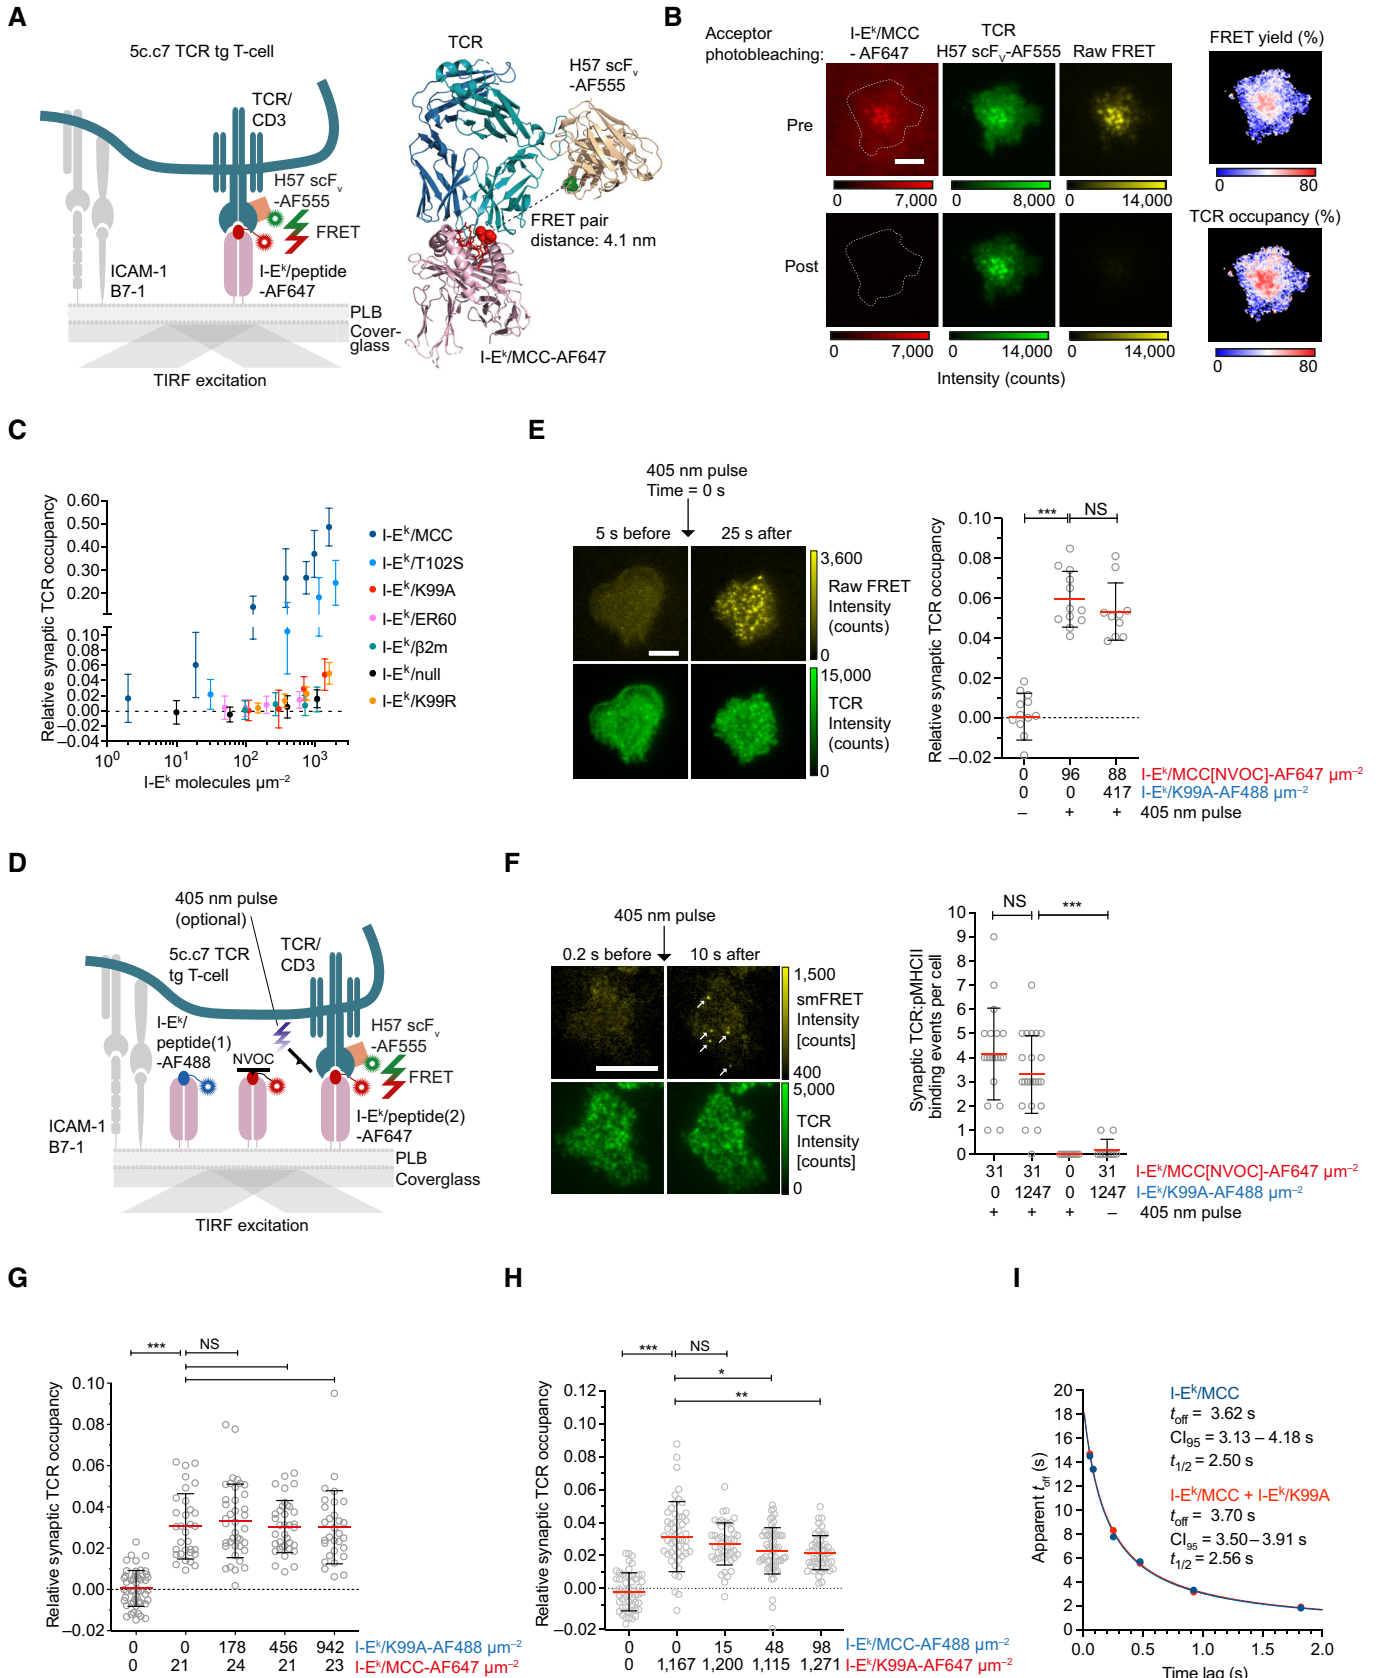 A
5c.c7 TCR tg T-cell
TCR/
CD3
H57 scFv
-AF555
FRET
ICAM-1
B7-1
I-Eᵏ/peptide
-AF647
PLB
Cover-
glass
TIRF excitation
TCR
H57 scFv
-AF555
FRET pair
distance: 4.1 nm
I-Eᵏ/MCC-AF647
B
Acceptor
photobleaching:
I-Eᵏ/MCC
- AF647
TCR
H57 scFv-AF555
Raw FRET
FRET yield (%)
Pre
0 7,000
0 8,000
0 14,000
0 80
TCR occupancy (%)
Post
0 7,000
0 14,000
0 14,000
0 80
Intensity (counts)
C
Relative synaptic TCR occupancy
0.60
0.40
0.30
0.20
0.10
0.08
0.06
0.04
0.02
0.00
–0.02
–0.04
10⁰ 10¹ 10² 10³
I-Eᵏ molecules µm⁻²
I-Eᵏ/MCC
I-Eᵏ/T102S
I-Eᵏ/K99A
I-Eᵏ/ER60
I-Eᵏ/β2m
I-Eᵏ/null
I-Eᵏ/K99R
E
405 nm pulse
Time = 0 s
5 s before
25 s after
3,600
Raw FRET
Intensity
(counts)
0
15,000
TCR
Intensity
(counts)
0
Relative synaptic TCR occupancy
*** NS
0.10
0.08
0.06
0.04
0.02
0.00
–0.02
0 96 88 I-Eᵏ/MCC[NVOC]-AF647 µm⁻²
0 0 417 I-Eᵏ/K99A-AF488 µm⁻²
– + + 405 nm pulse
D
405 nm pulse
(optional)
5c.c7 TCR
tg T-cell
TCR/
CD3
I-Eᵏ/
peptide(1)
-AF488
NVOC
H57 scFv
-AF555
FRET
I-Eᵏ/peptide(2)
-AF647
ICAM-1
B7-1
PLB
Coverglass
TIRF excitation
F
405 nm pulse
0.2 s before
10 s after
1,500
smFRET
Intensity
[counts]
400
5,000
TCR
Intensity
[counts]
0
Synaptic TCR:pMHCII
binding events per cell
NS ***
10
9
8
7
6
5
4
3
2
1
0
31 31 0 31 I-Eᵏ/MCC[NVOC]-AF647 µm⁻²
0 1247 0 1247 I-Eᵏ/K99A-AF488 µm⁻²
+ + + – 405 nm pulse
G
Relative synaptic TCR occupancy
*** NS
0.10
0.08
0.06
0.04
0.02
0.00
–0.02
0 0 178 456 942 I-Eᵏ/K99A-AF488 µm⁻²
0 21 24 21 23 I-Eᵏ/MCC-AF647 µm⁻²
H
Relative synaptic TCR occupancy
*** NS
*
**
0.12
0.10
0.08
0.06
0.04
0.02
0.00
–0.02
0 0 15 48 98 I-Eᵏ/MCC-AF488 µm⁻²
0 1,167 1,200 1,115 1,271 I-Eᵏ/K99A-AF647 µm⁻²
I
Apparent t_off (s)
20
18
16
14
12
10
8
6
4
2
0
0.0 0.5 1.0 1.5 2.0
Time lag (s)
I-Eᵏ/MCC
t_off = 3.62 s
CI₉₅ = 3.13 – 4.18 s
t₁/₂ = 2.50 s
I-Eᵏ/MCC + I-Eᵏ/K99A
t_off = 3.70 s
CI₉₅ = 3.50 – 3.91 s
t₁/₂ = 2.56 s